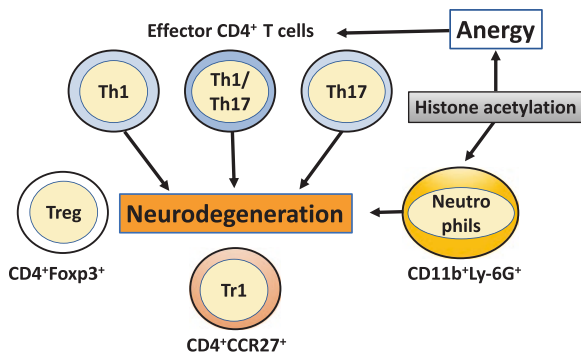 Effector CD4⁺ T cells
Anergy
Th1
Th1/
Th17
Th17
Histone acetylation
Treg
Neurodegeneration
Neutro
phils
CD4⁺Foxp3⁺
CD11b⁺Ly-6G⁺
Tr1
CD4⁺CCR27⁺